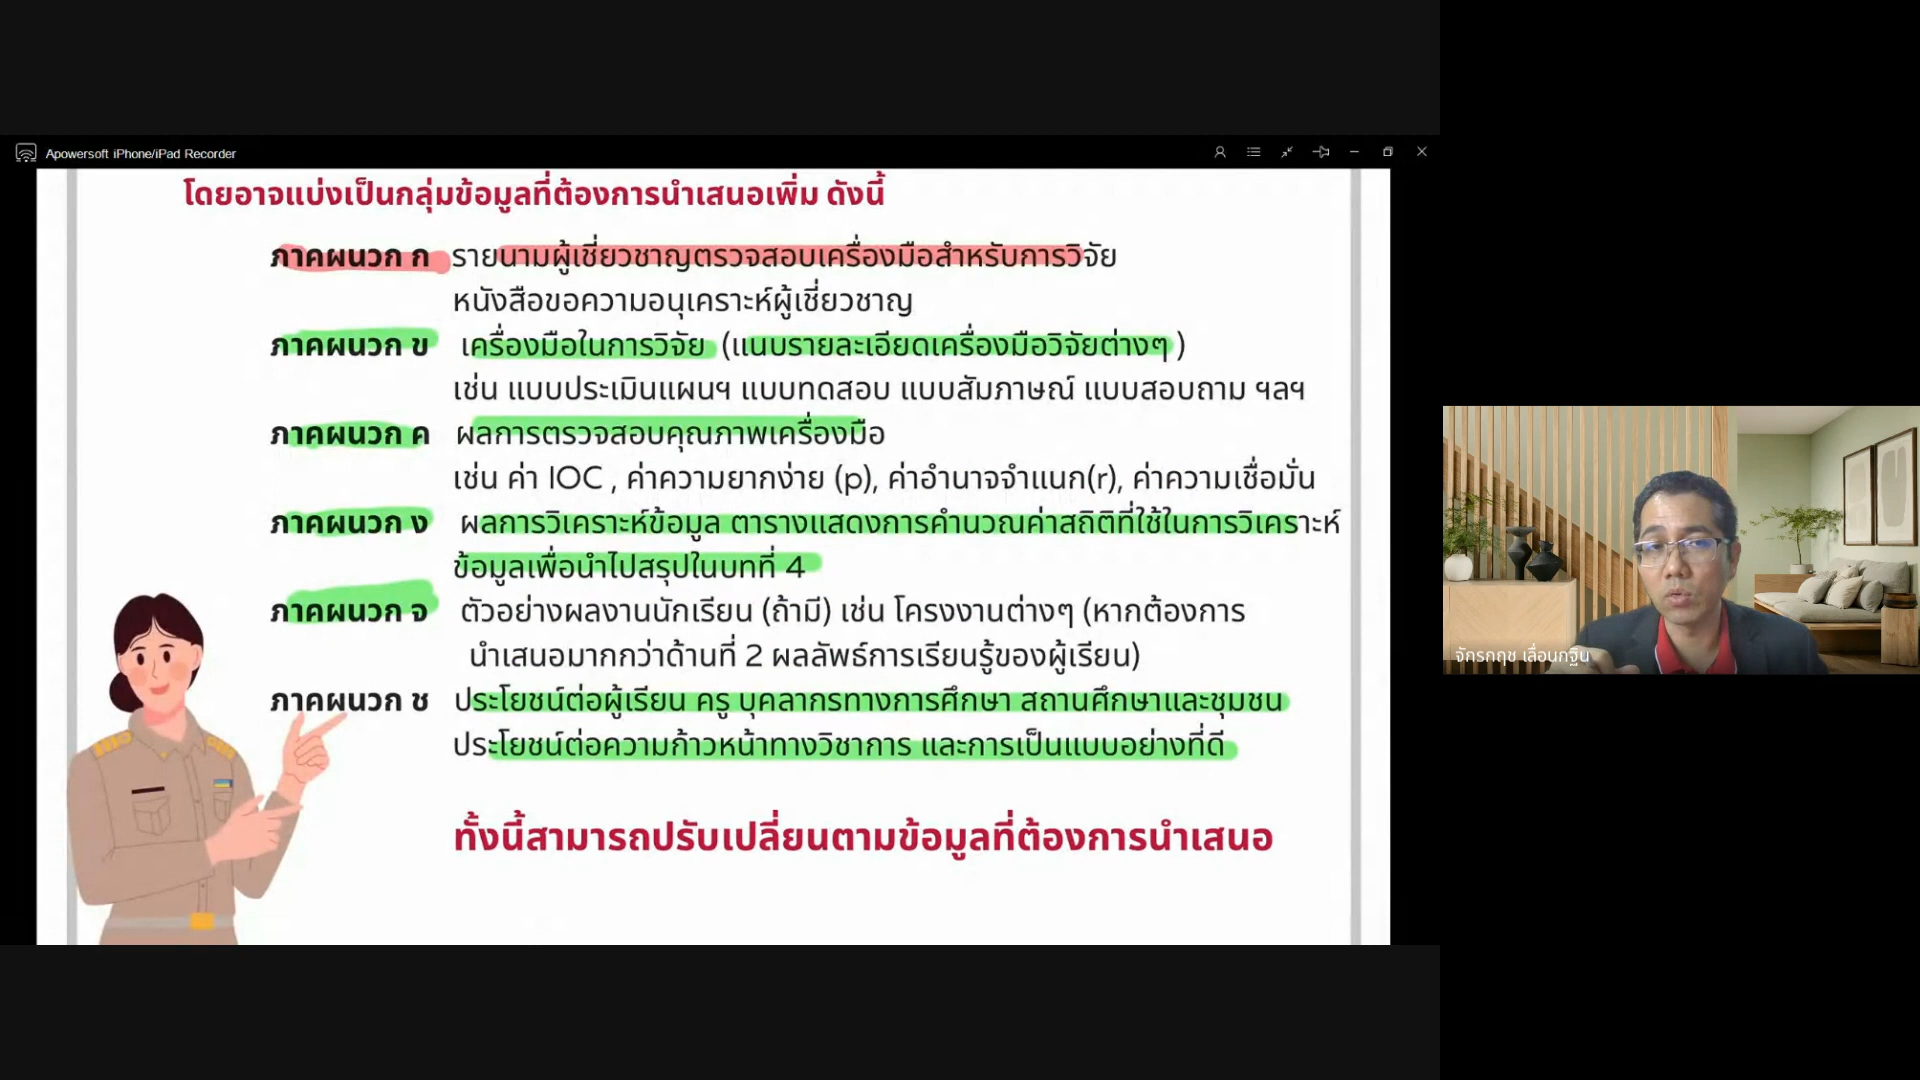 Apowersoft iPhone/iPad Recorder
โดยอาจแบ่งเป็นกลุ่มข้อมูลที่ต้องการนำเสนอเพิ่ม ดังนี้
ภาคผนวก ก รายนามผู้เชี่ยวชาญตรวจสอบเครื่องมือสำหรับการวิจัย
หนังสือขอความอนุเคราะห์ผู้เชี่ยวชาญ
ภาคผนวก ข เครื่องมือในการวิจัย (แนบรายละเอียดเครื่องมือวิจัยต่างๆ )
เช่น แบบประเมินแผนฯ แบบทดสอบ แบบสัมภาษณ์ แบบสอบถาม ฯลฯ
ภาคผนวก ค ผลการตรวจสอบคุณภาพเครื่องมือ
เช่น ค่า IOC , ค่าความยากง่าย (p), ค่าอำนาจจำแนก(r), ค่าความเชื่อมั่น
ภาคผนวก ง ผลการวิเคราะห์ข้อมูล ตารางแสดงการคำนวณค่าสถิติที่ใช้ในการวิเคราะห์
ข้อมูลเพื่อนำไปสรุปในบทที่ 4
ภาคผนวก จ ตัวอย่างผลงานนักเรียน (ถ้ามี) เช่น โครงงานต่างๆ (หากต้องการ
นำเสนอมากกว่าด้านที่ 2 ผลลัพธ์การเรียนรู้ของผู้เรียน)
ภาคผนวก ช ประโยชน์ต่อผู้เรียน ครู บุคลากรทางการศึกษา สถานศึกษาและชุมชน
ประโยชน์ต่อความก้าวหน้าทางวิชาการ และการเป็นแบบอย่างที่ดี
ทั้งนี้สามารถปรับเปลี่ยนตามข้อมูลที่ต้องการนำเสนอ
จักรกฤช เลื่อนกฐิน